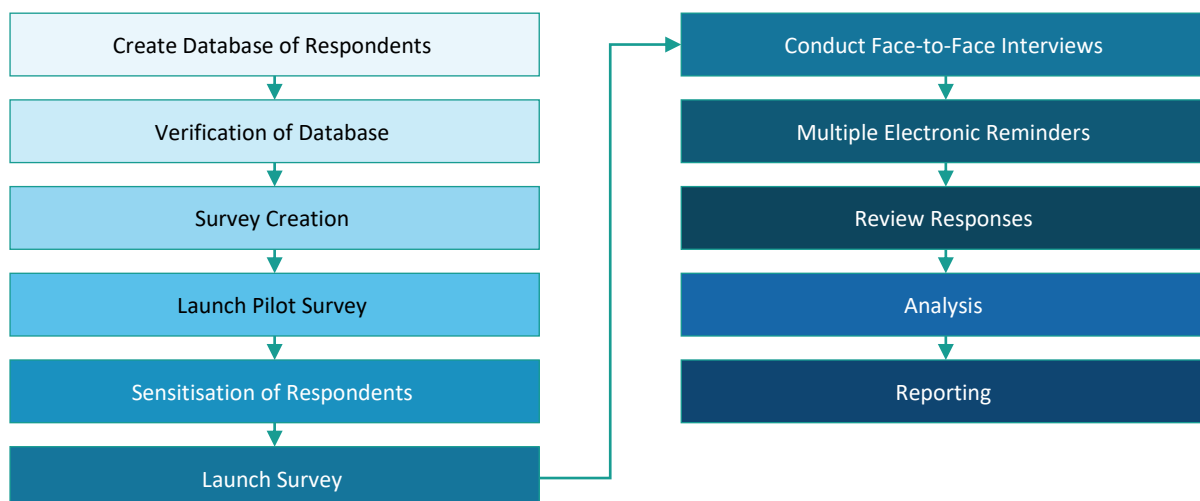 Create Database of Respondents
Verification of Database
Survey Creation
Launch Pilot Survey
Sensitisation of Respondents
Launch Survey
Conduct Face-to-Face Interviews
Multiple Electronic Reminders
Review Responses
Analysis
Reporting